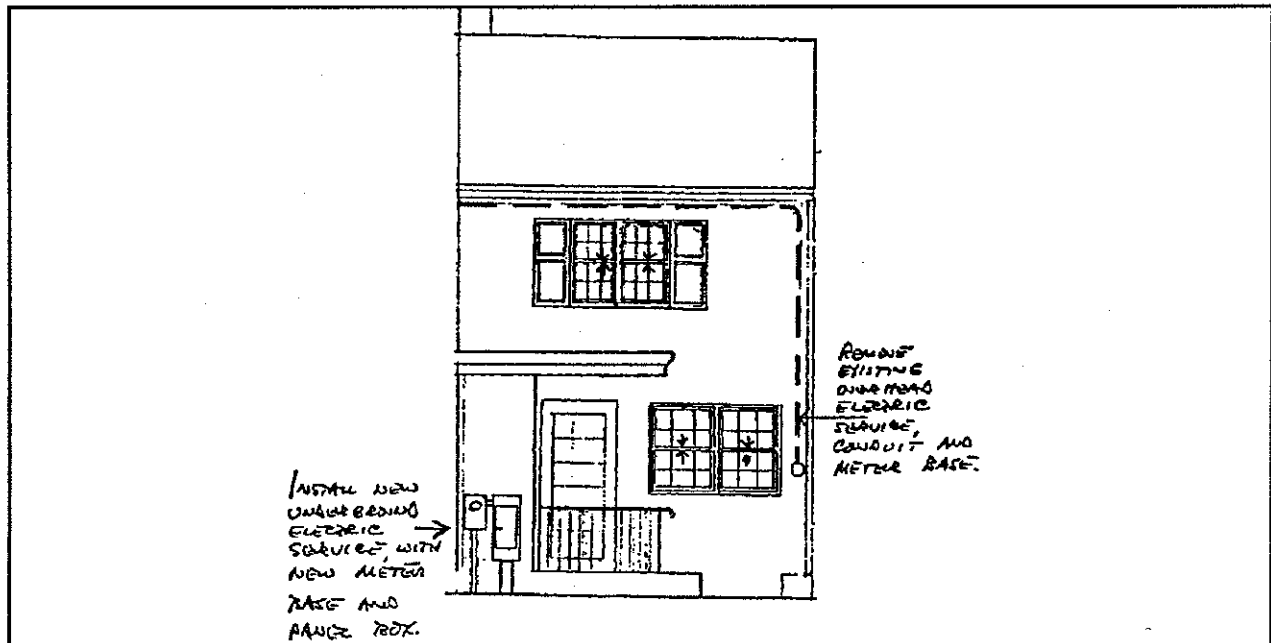 REMOVE
EXISTING
OVERHEAD
ELECTRIC
SERVICE,
CONDUIT AND
METER BASE.
INSTALL NEW
UNDERGROUND
ELECTRIC
SERVICE, WITH
NEW METER
BASE AND
PANEL BOX.